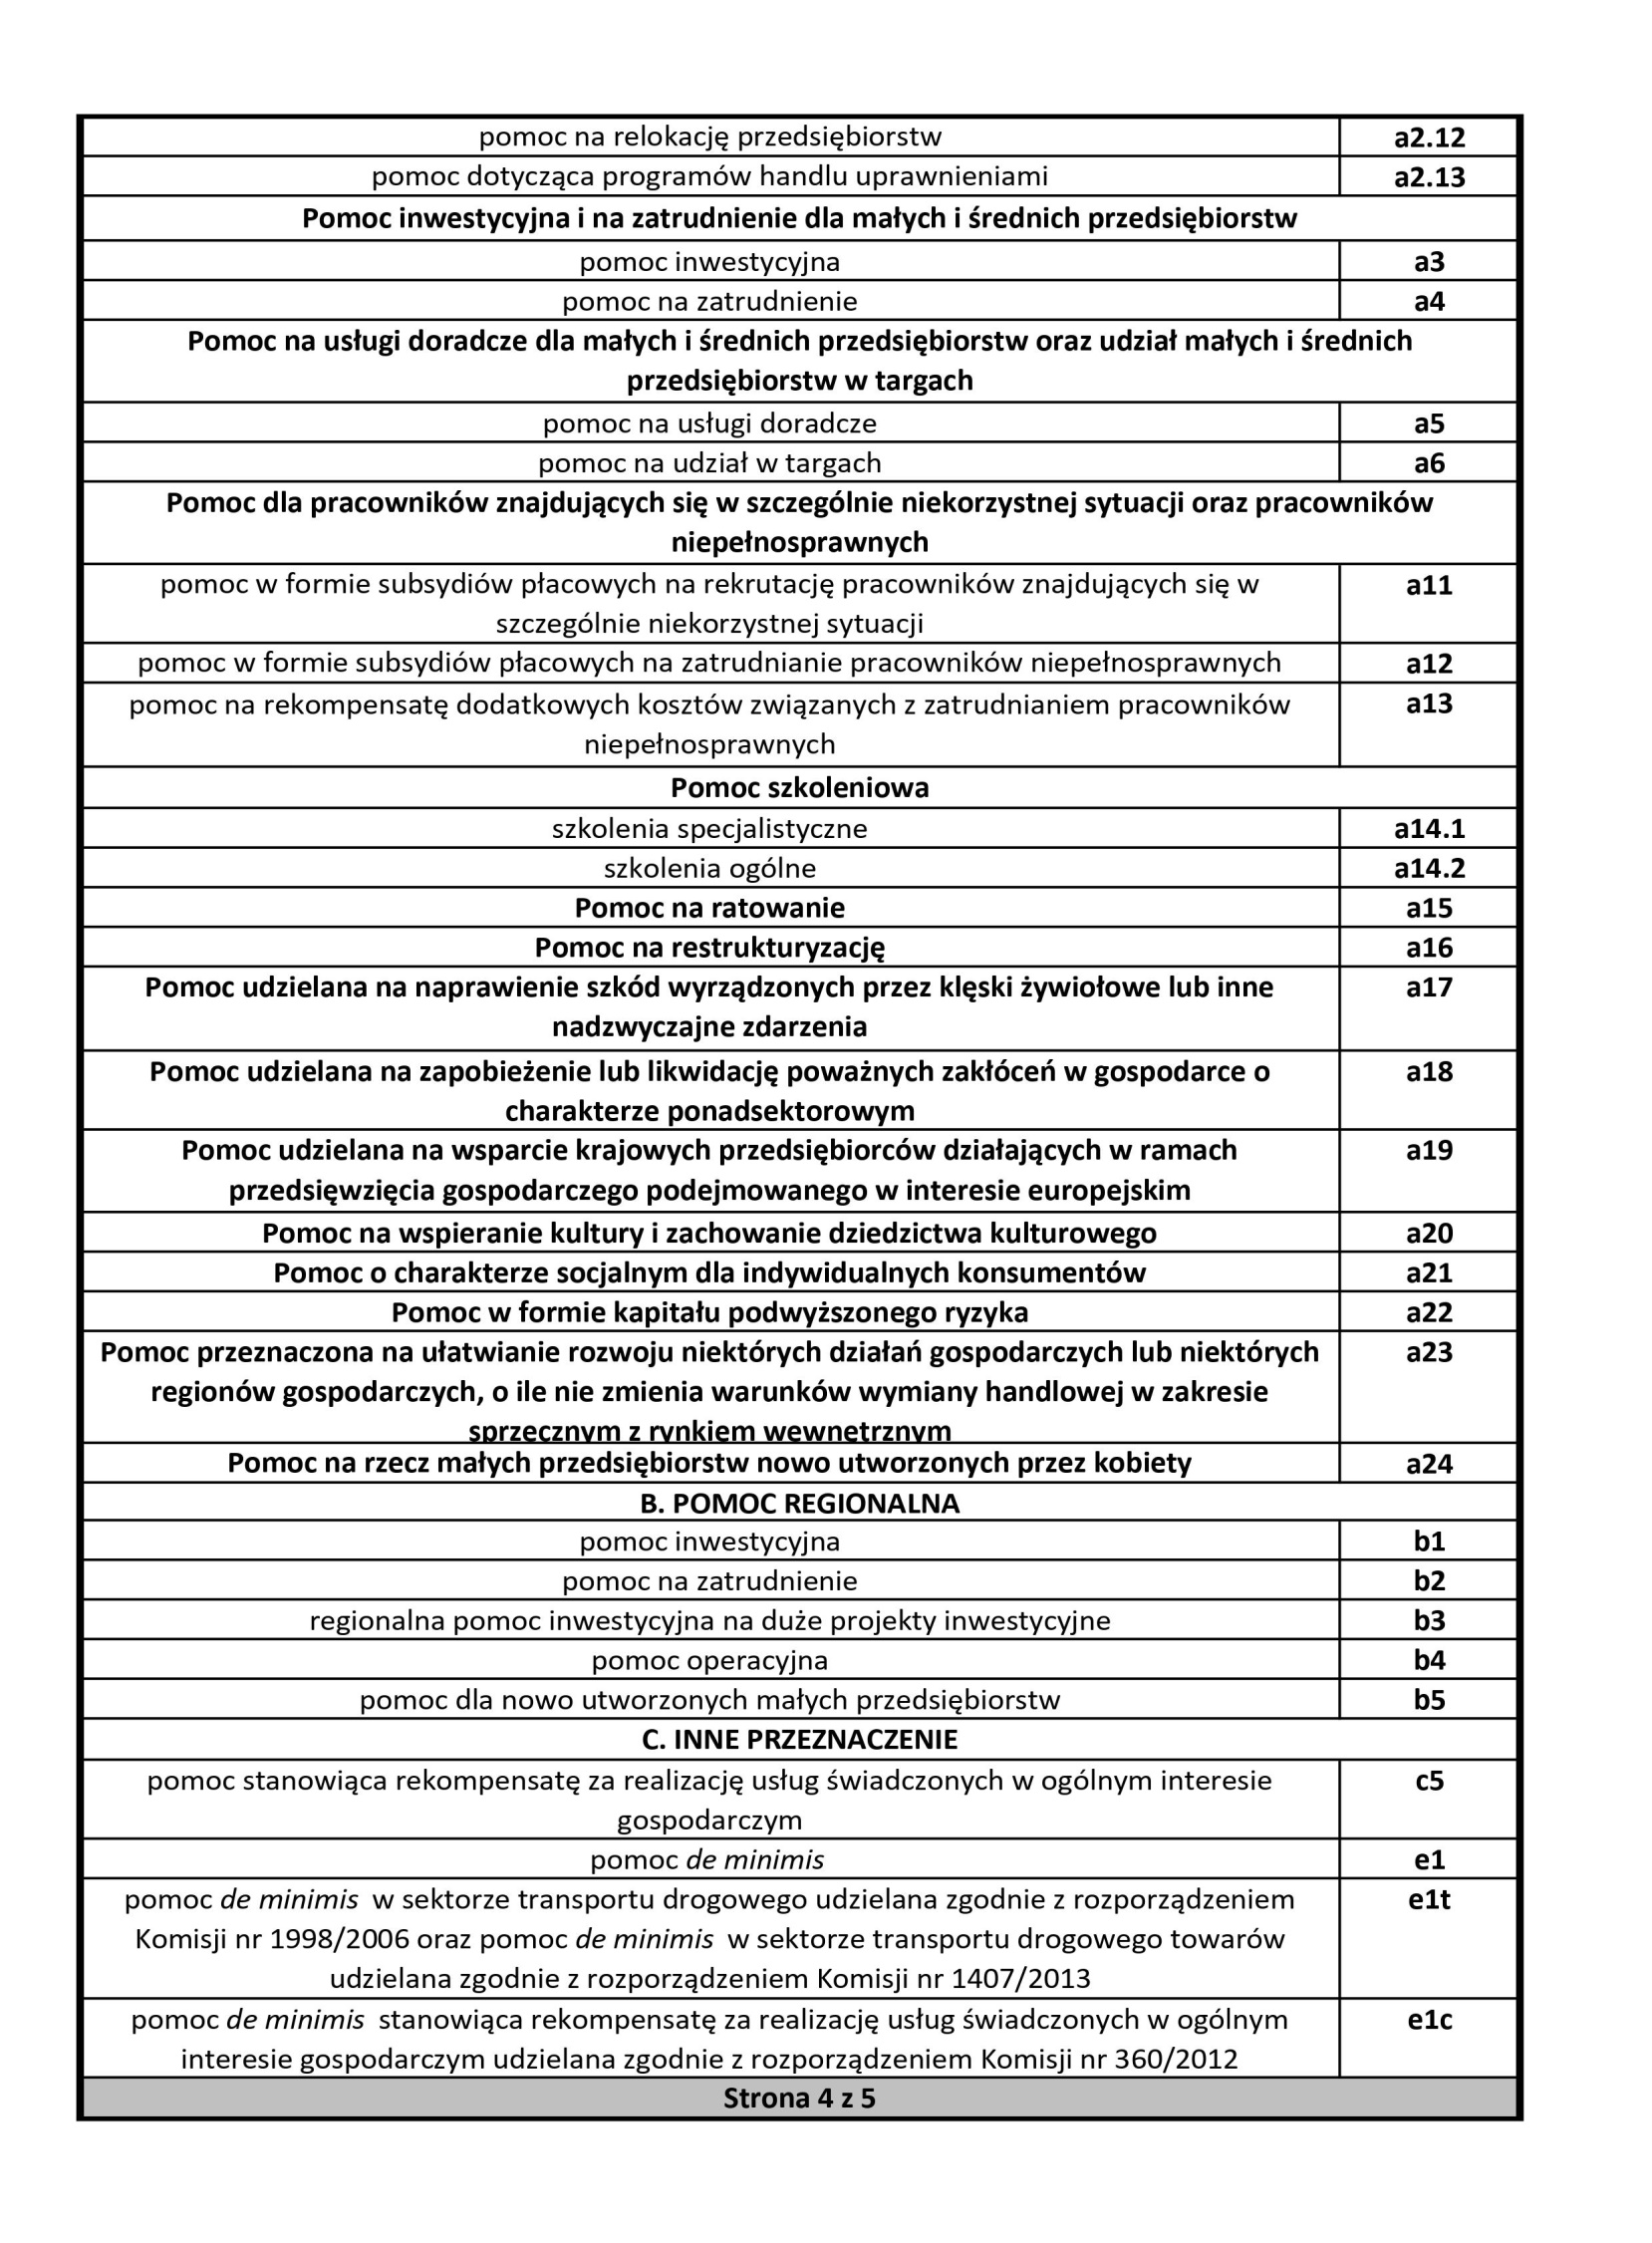 pomoc na relokację przedsiębiorstw a2.12
pomoc dotycząca programów handlu uprawnieniami a2.13
Pomoc inwestycyjna i na zatrudnienie dla małych i średnich przedsiębiorstw
pomoc inwestycyjna a3
pomoc na zatrudnienie a4
Pomoc na usługi doradcze dla małych i średnich przedsiębiorstw oraz udział małych i średnich
przedsiębiorstw w targach
pomoc na usługi doradcze a5
pomoc na udział w targach a6
Pomoc dla pracowników znajdujących się w szczególnie niekorzystnej sytuacji oraz pracowników
niepełnosprawnych
pomoc w formie subsydiów płacowych na rekrutację pracowników znajdujących się w a11
szczególnie niekorzystnej sytuacji
pomoc w formie subsydiów płacowych na zatrudnianie pracowników niepełnosprawnych a12
pomoc na rekompensatę dodatkowych kosztów związanych z zatrudnianiem pracowników a13
niepełnosprawnych
Pomoc szkoleniowa
szkolenia specjalistyczne a14.1
szkolenia ogólne a14.2
Pomoc na ratowanie a15
Pomoc na restrukturyzację a16
Pomoc udzielana na naprawienie szkód wyrządzonych przez klęski żywiołowe lub inne a17
nadzwyczajne zdarzenia
Pomoc udzielana na zapobieżenie lub likwidację poważnych zakłóceń w gospodarce o a18
charakterze ponadsektorowym
Pomoc udzielana na wsparcie krajowych przedsiębiorców działających w ramach a19
przedsięwzięcia gospodarczego podejmowanego w interesie europejskim
Pomoc na wspieranie kultury i zachowanie dziedzictwa kulturowego a20
Pomoc o charakterze socjalnym dla indywidualnych konsumentów a21
Pomoc w formie kapitału podwyższonego ryzyka a22
Pomoc przeznaczona na ułatwianie rozwoju niektórych działań gospodarczych lub niektórych a23
regionów gospodarczych, o ile nie zmienia warunków wymiany handlowej w zakresie
sprzecznym z rynkiem wewnętrznym
Pomoc na rzecz małych przedsiębiorstw nowo utworzonych przez kobiety a24
B. POMOC REGIONALNA
pomoc inwestycyjna b1
pomoc na zatrudnienie b2
regionalna pomoc inwestycyjna na duże projekty inwestycyjne b3
pomoc operacyjna b4
pomoc dla nowo utworzonych małych przedsiębiorstw b5
C. INNE PRZEZNACZENIE
pomoc stanowiąca rekompensatę za realizację usług świadczonych w ogólnym interesie c5
gospodarczym
pomoc de minimis e1
pomoc de minimis w sektorze transportu drogowego udzielana zgodnie z rozporządzeniem e1t
Komisji nr 1998/2006 oraz pomoc de minimis w sektorze transportu drogowego towarów
udzielana zgodnie z rozporządzeniem Komisji nr 1407/2013
pomoc de minimis stanowiąca rekompensatę za realizację usług świadczonych w ogólnym e1c
interesie gospodarczym udzielana zgodnie z rozporządzeniem Komisji nr 360/2012
Strona 4 z 5